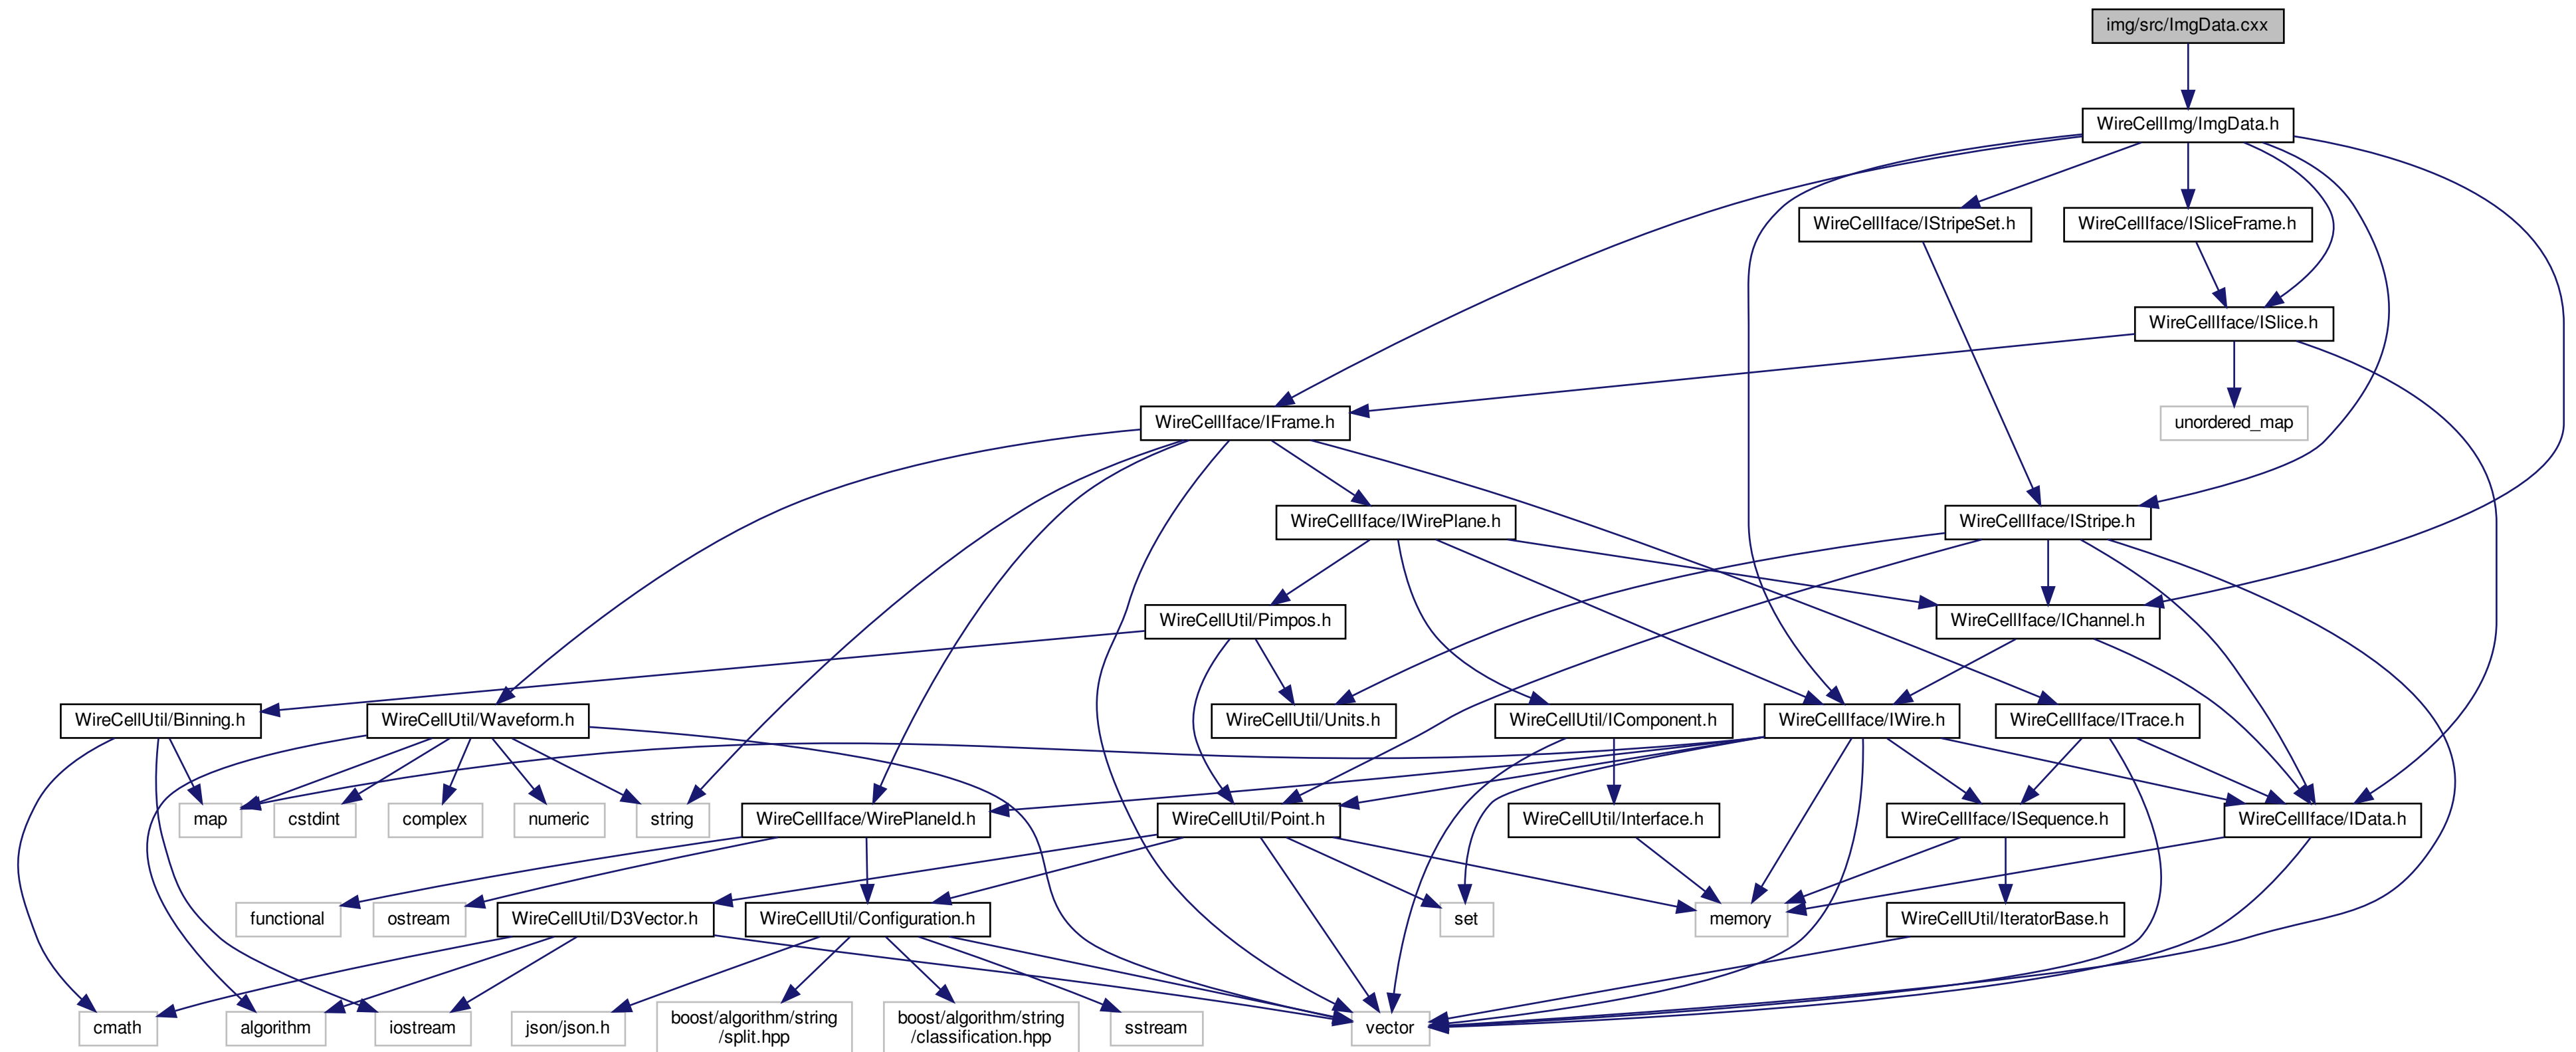 img/src/ImgData.cxx
WireCellImg/ImgData.h
WireCellIface/IStripeSet.h
WireCellIface/ISliceFrame.h
WireCellIface/ISlice.h
WireCellIface/IFrame.h
unordered_map
WireCellIface/IWirePlane.h
WireCellIface/IStripe.h
WireCellUtil/Pimpos.h
WireCellIface/IChannel.h
WireCellUtil/Binning.h
WireCellUtil/Waveform.h
WireCellUtil/Units.h
WireCellUtil/IComponent.h
WireCellIface/IWire.h
WireCellIface/ITrace.h
map
cstdint
complex
numeric
string
WireCellIface/WirePlaneId.h
WireCellUtil/Point.h
WireCellUtil/Interface.h
WireCellIface/ISequence.h
WireCellIface/IData.h
functional
ostream
WireCellUtil/D3Vector.h
WireCellUtil/Configuration.h
set
memory
WireCellUtil/IteratorBase.h
cmath
algorithm
iostream
json/json.h
boost/algorithm/string
/split.hpp
boost/algorithm/string
/classification.hpp
sstream
vector